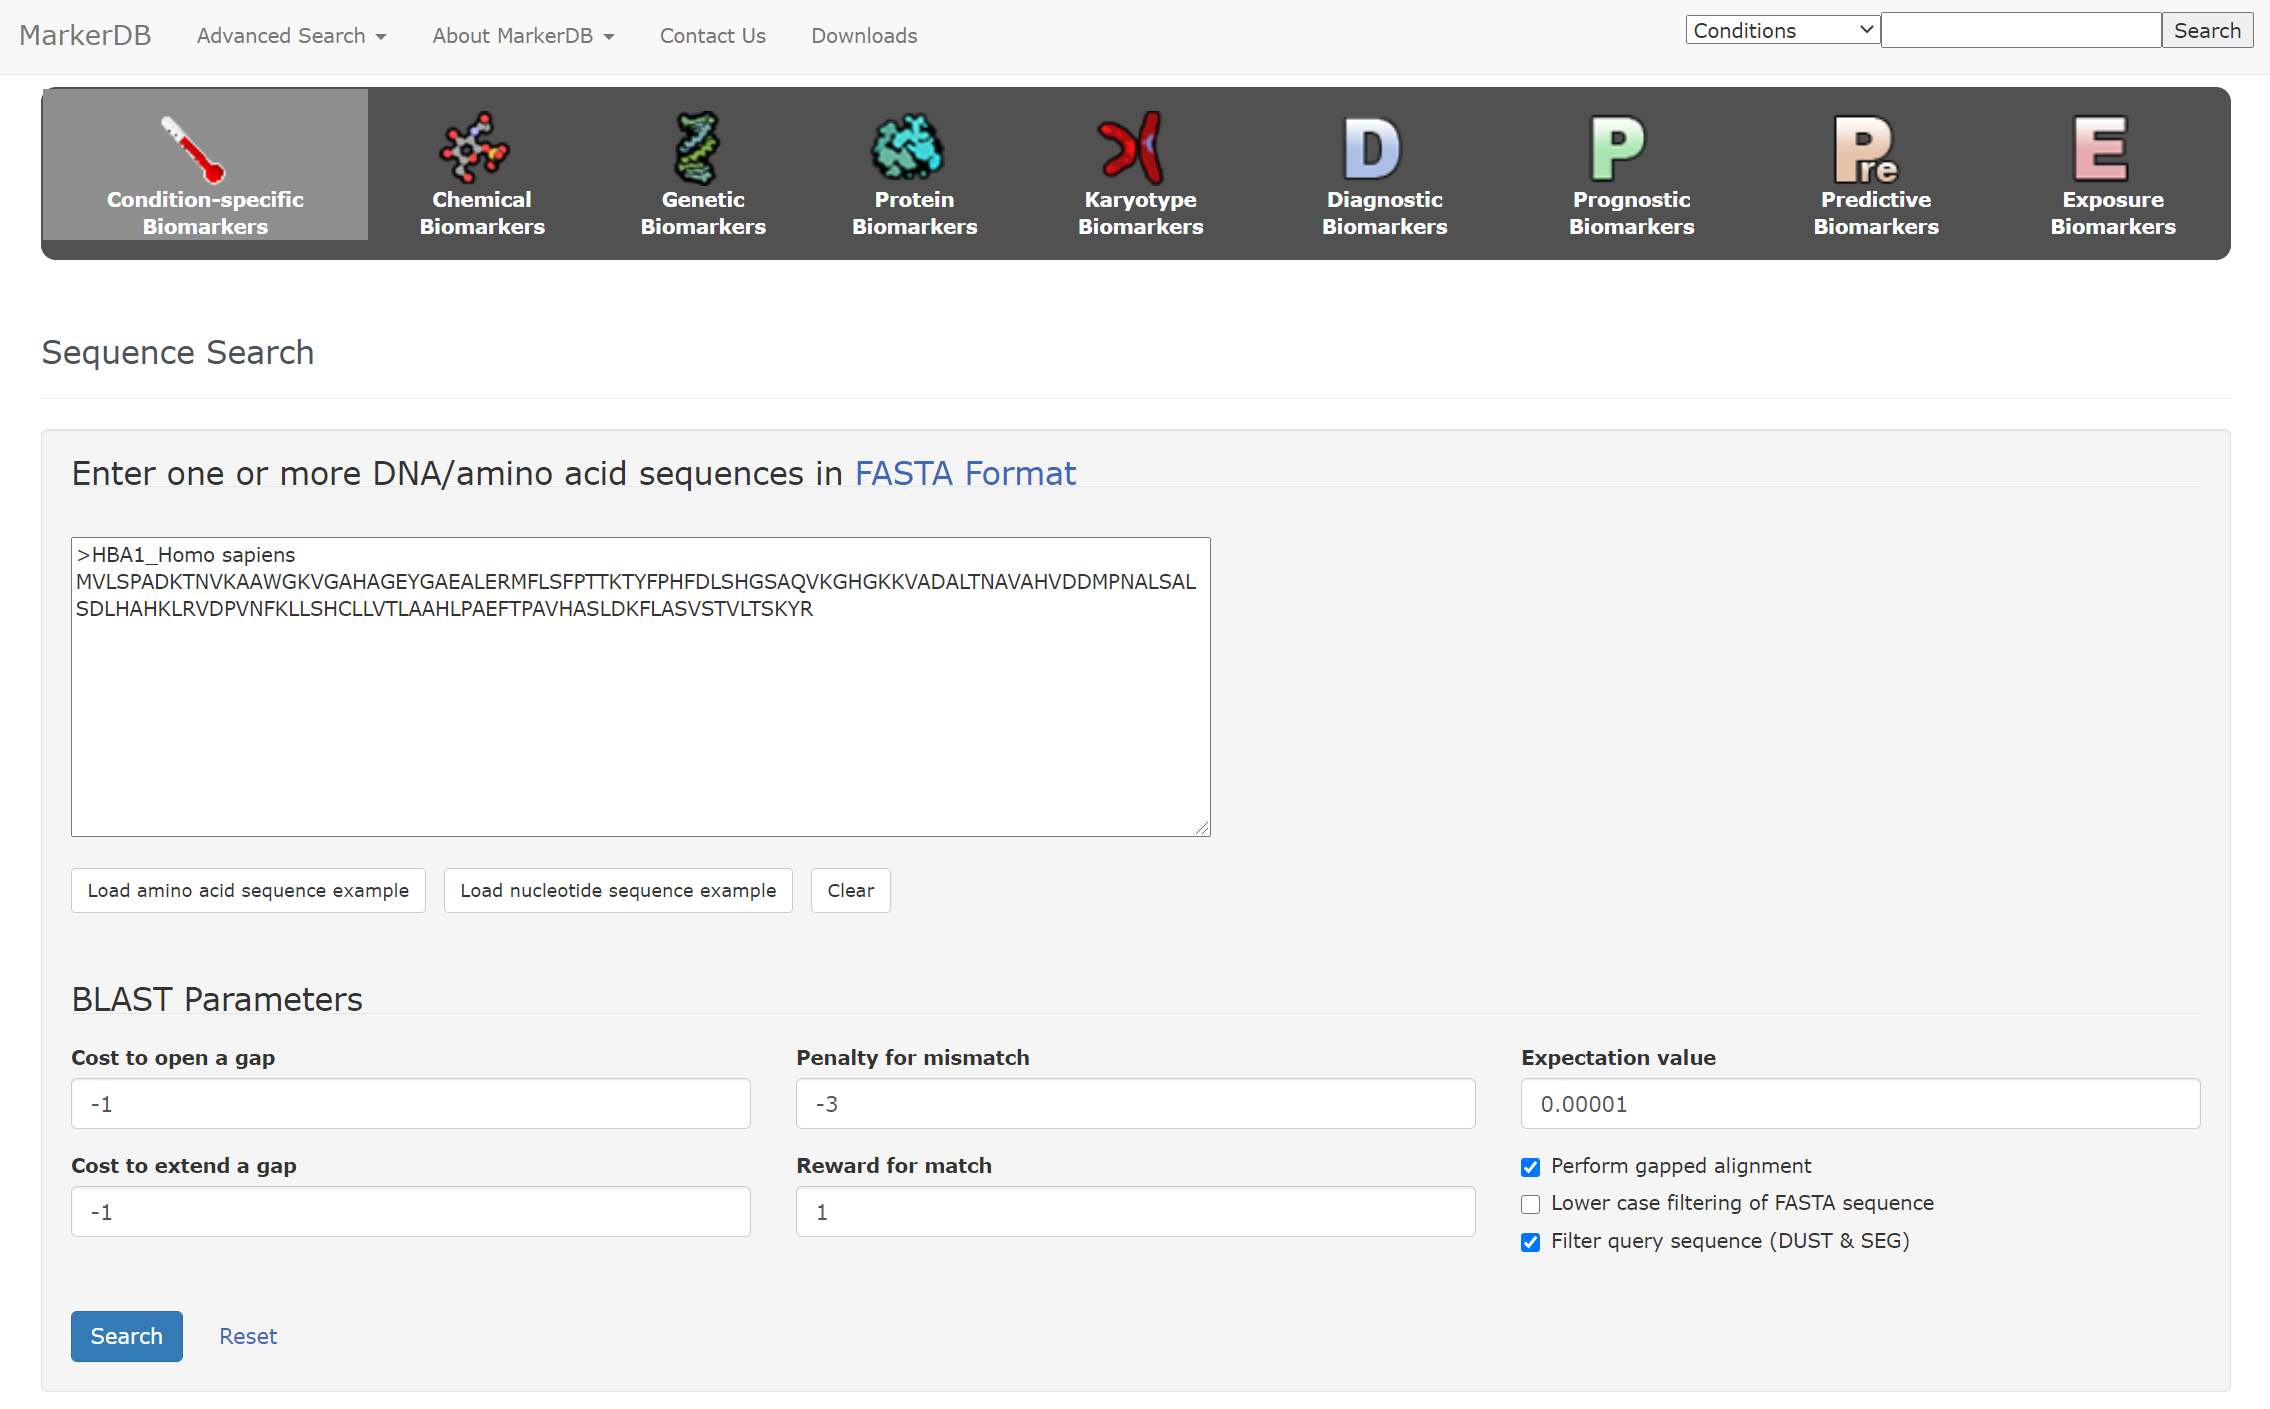 MarkerDB Advanced Search About MarkerDB Contact Us Downloads Conditions Search
Condition-specific Biomarkers
Chemical Biomarkers
Genetic Biomarkers
Protein Biomarkers
Karyotype Biomarkers
D
Diagnostic Biomarkers
P
Prognostic Biomarkers
Pre
Predictive Biomarkers
E
Exposure Biomarkers
Sequence Search
Enter one or more DNA/amino acid sequences in FASTA Format
>HBA1_Homo sapiens
MVLSPADKTNVKAAWGKVGAHAGEYGAEALERMFLSFPTTKTYFPHFDLSHGSAQVKGHGKKVADALTNAVAHVDDMPNALSAL
SDLHAHKLRVDPVNFKLLSHCLLVTLAAHLPAEFTPAVHASLDKFLASVSTVLTSKYR
Load amino acid sequence example Load nucleotide sequence example Clear
BLAST Parameters
Cost to open a gap
-1
Penalty for mismatch
-3
Expectation value
0.00001
Cost to extend a gap
-1
Reward for match
1
Perform gapped alignment
Lower case filtering of FASTA sequence
Filter query sequence (DUST & SEG)
Search Reset